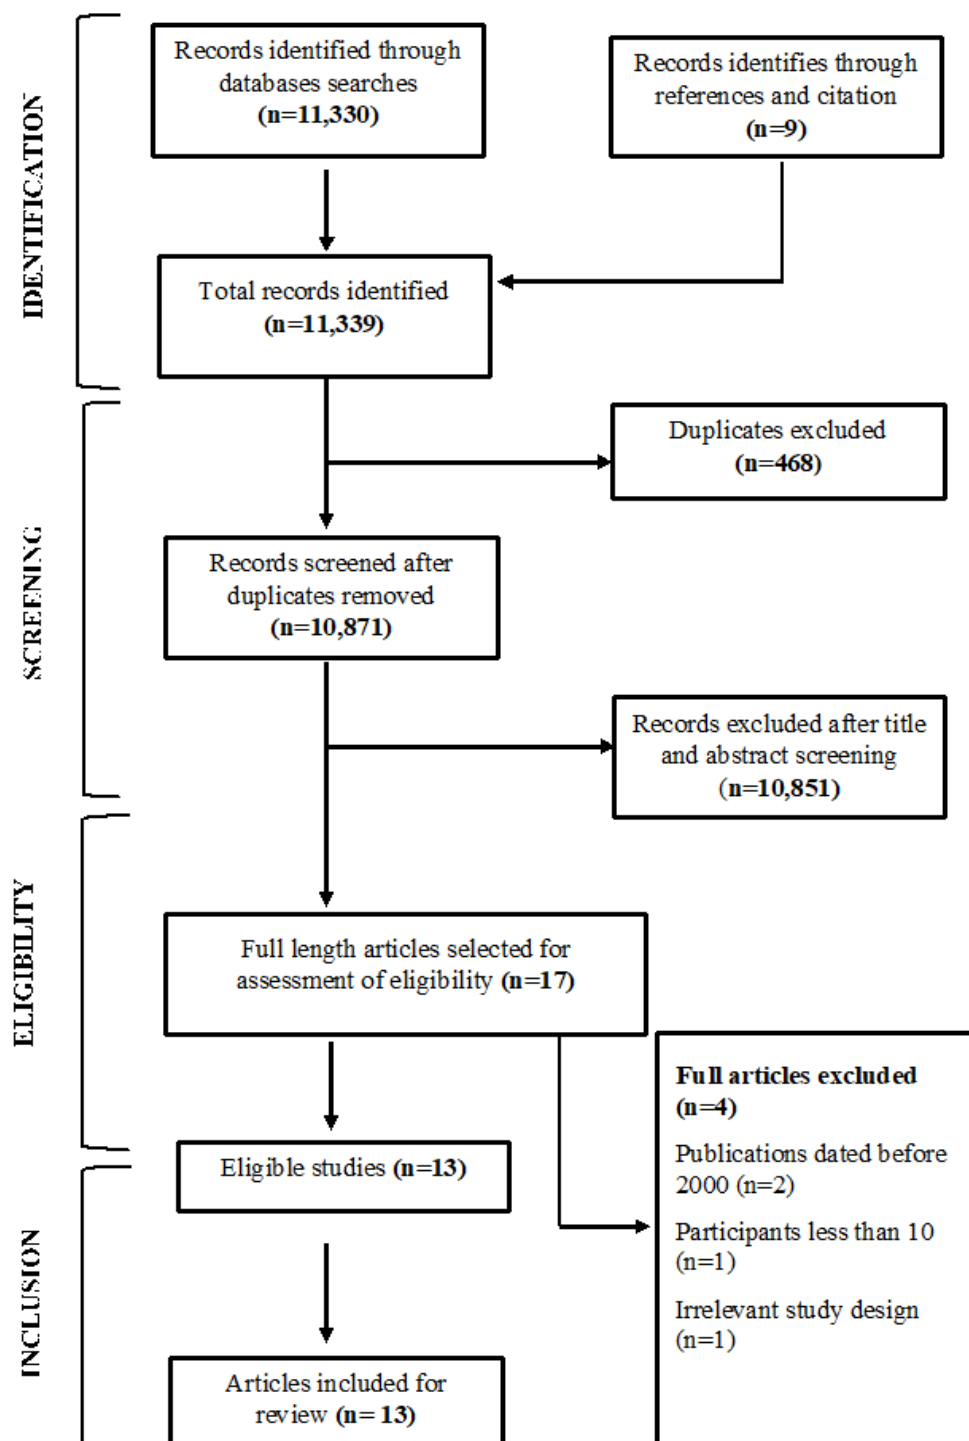 IDENTIFICATION
Records identified through
databases searches
(n=11,330)
Records identifies through
references and citation
(n=9)
Total records identified
(n=11,339)
SCREENING
Duplicates excluded
(n=468)
Records screened after
duplicates removed
(n=10,871)
Records excluded after title
and abstract screening
(n=10,851)
ELIGIBILITY
Full length articles selected for
assessment of eligibility (n=17)
Full articles excluded
(n=4)
Publications dated before
2000 (n=2)
Participants less than 10
(n=1)
Irrelevant study design
(n=1)
Eligible studies (n=13)
INCLUSION
Articles included for
review (n= 13)